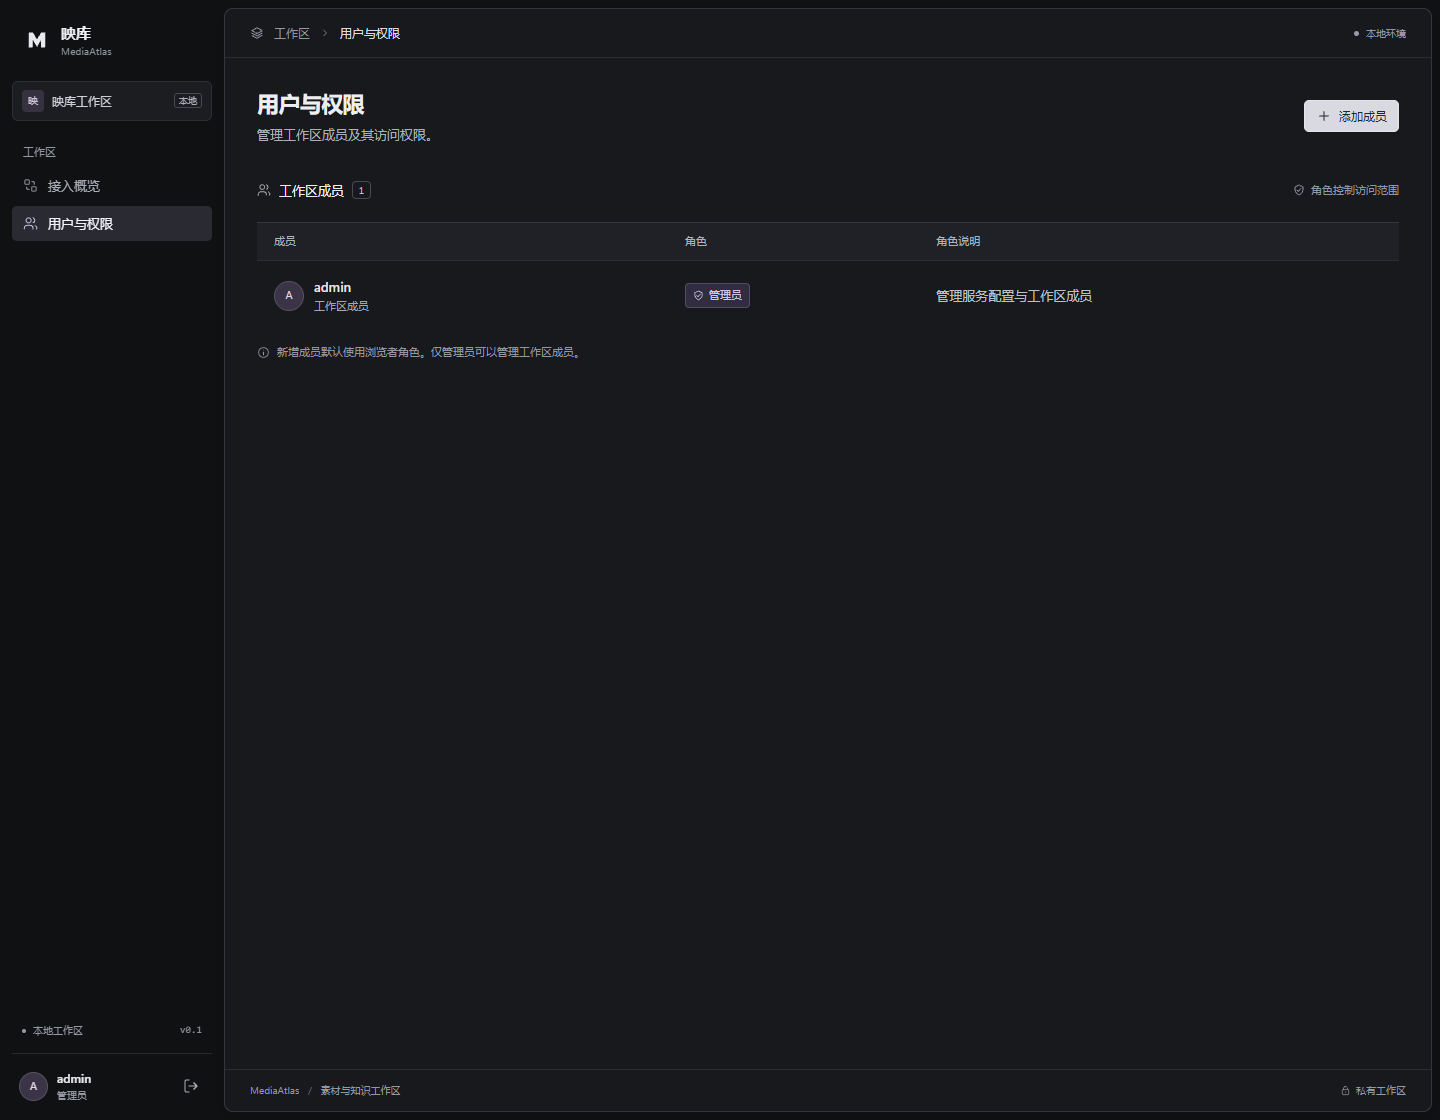 映库
MediaAtlas
映 映库工作区 本地
工作区
接入概览
用户与权限
本地工作区 v0.1
A admin
管理员
工作区 > 用户与权限
本地环境
用户与权限
管理工作区成员及其访问权限。
+ 添加成员
工作区成员 1
角色控制访问范围
成员 角色 角色说明
A admin
工作区成员
管理员
管理服务配置与工作区成员
新增成员默认使用浏览者角色。仅管理员可以管理工作区成员。
MediaAtlas / 素材与知识工作区
私有工作区